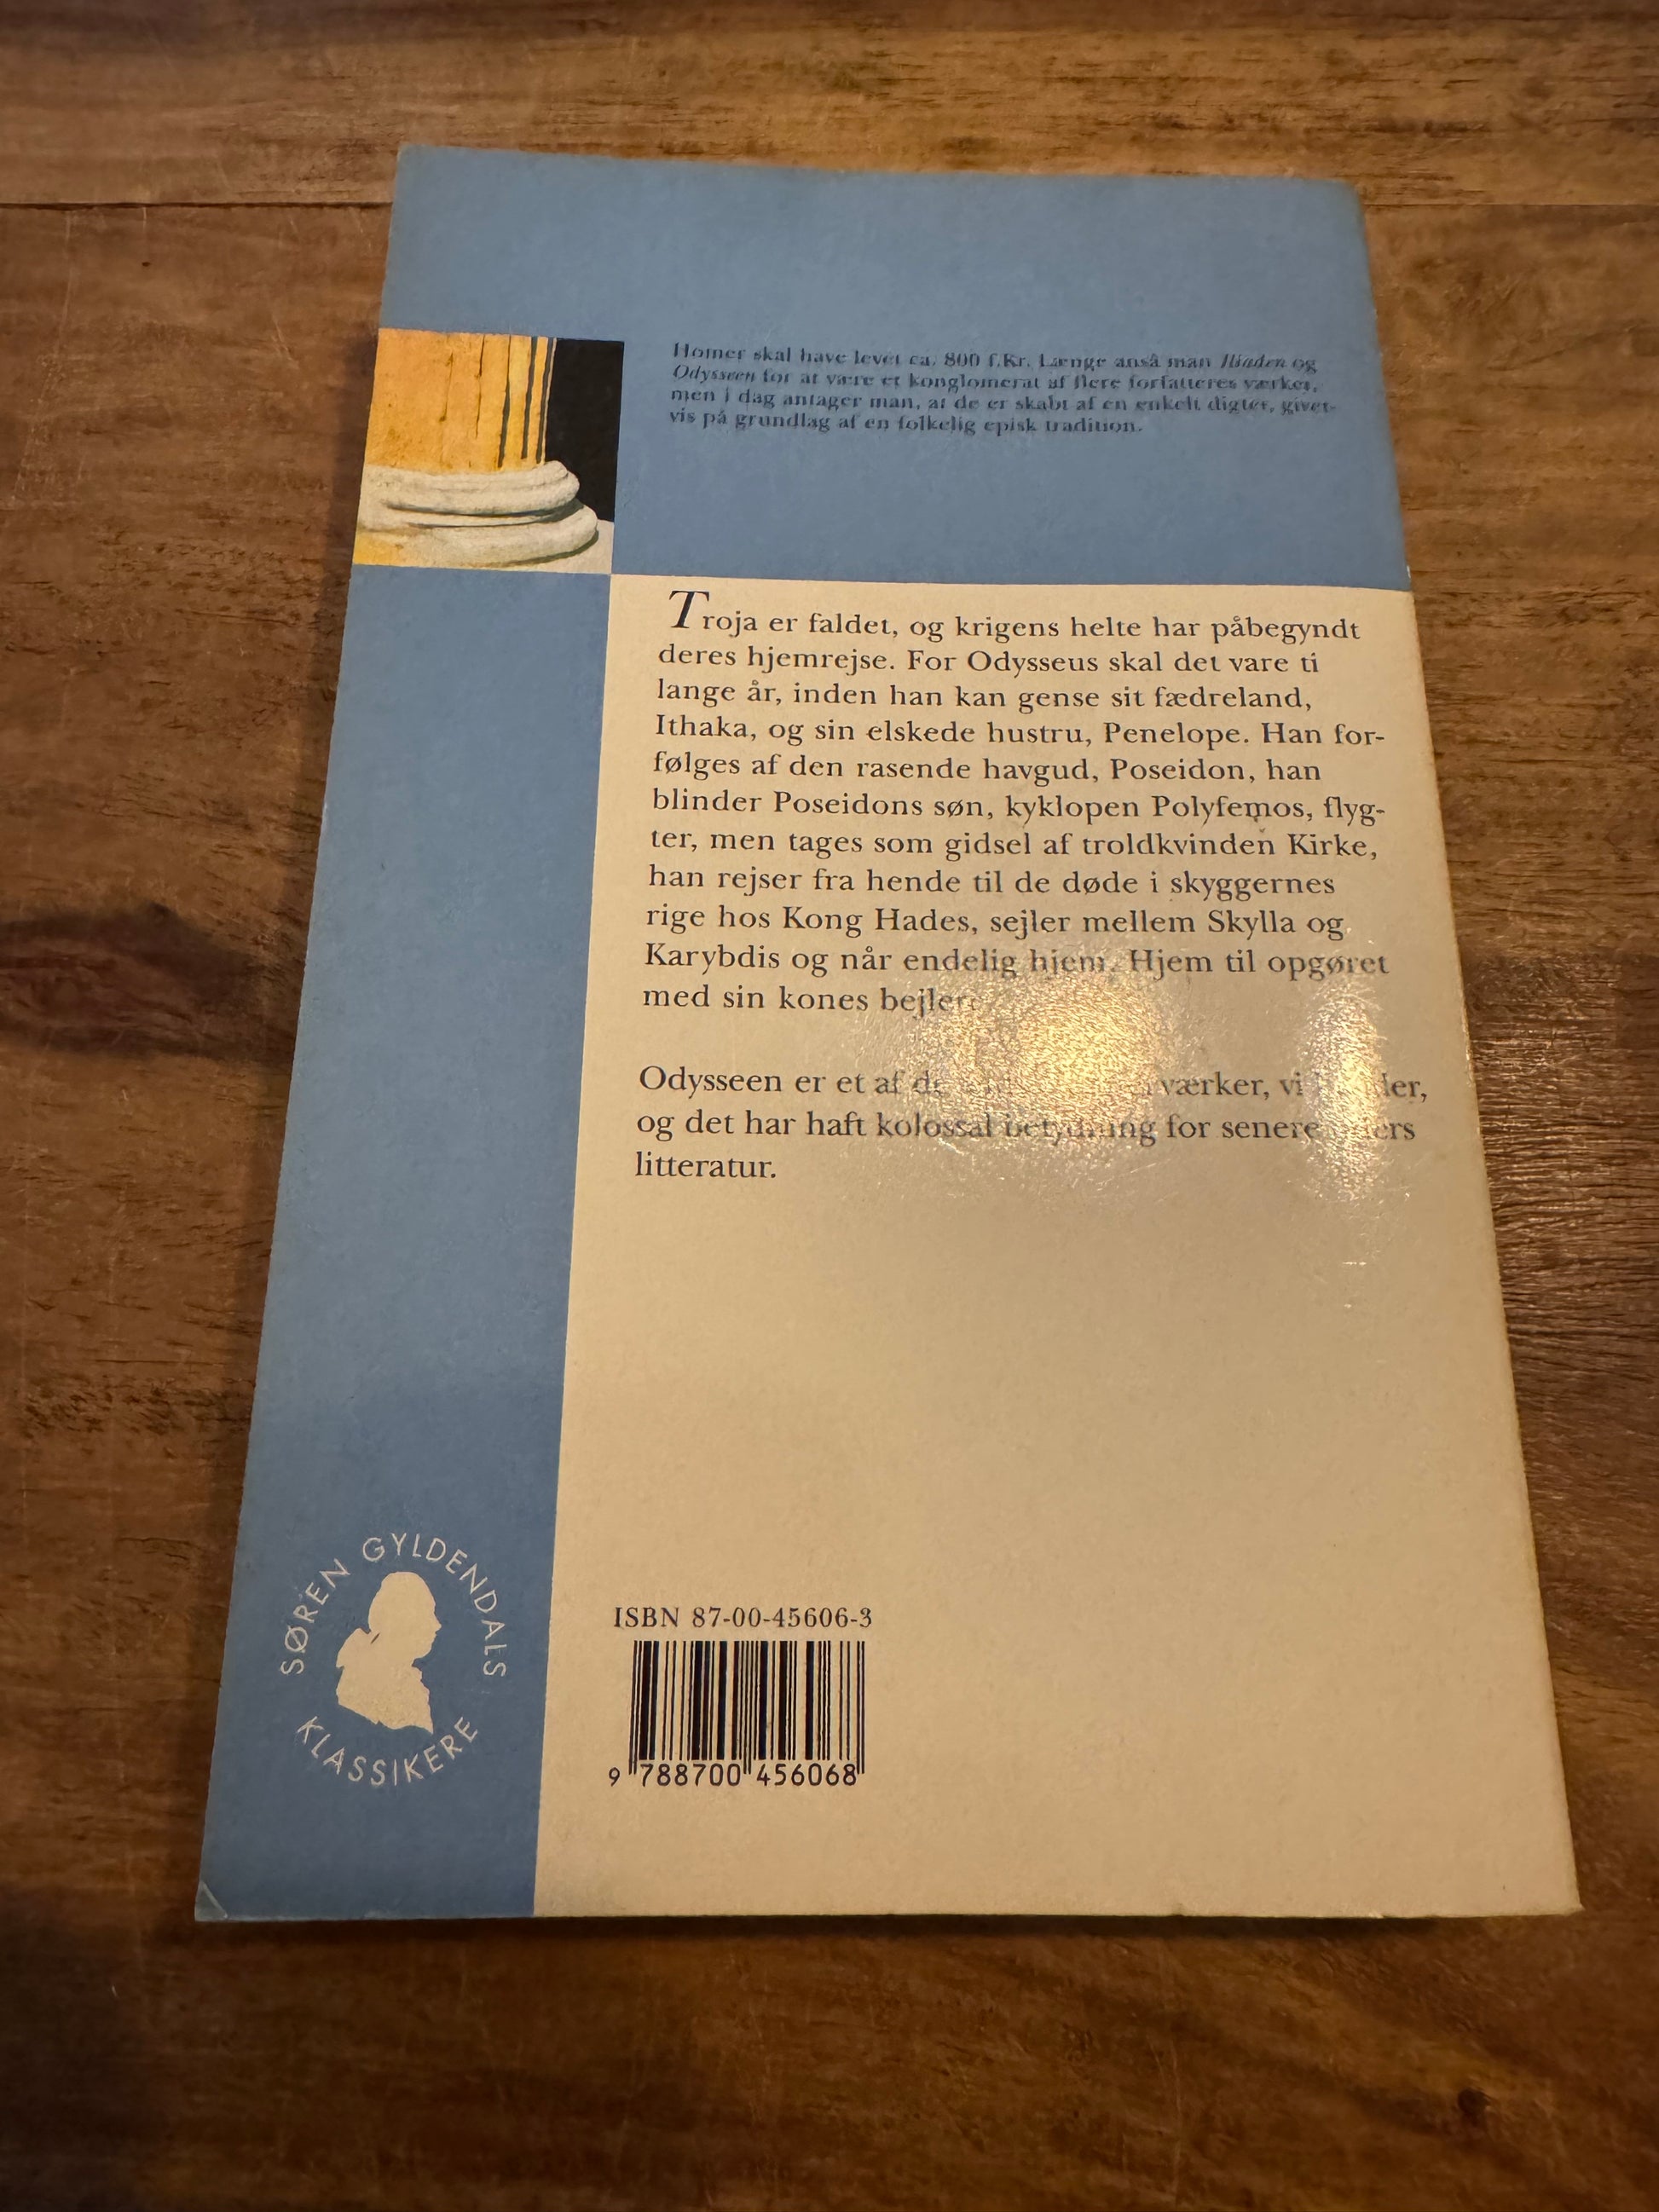 Homer skal have levet ca. 800 f.Kr. Længe anså man Iliaden og
Odysseen for at være et konglomerat af flere forfatteres værker,
men i dag antager man, at de er skabt af en enkelt digter, givet-
vis på grundlag af en folkelig episk tradition.
Troja er faldet, og krigens helte har påbegyndt
deres hjemrejse. For Odysseus skal det vare ti
lange år, inden han kan gense sit fædreland,
Ithaka, og sin elskede hustru, Penelope. Han for-
følges af den rasende havgud, Poseidon, han
blinder Poseidons søn, kyklopen Polyfemos, flyg-
ter, men tages som gidsel af troldkvinden Kirke,
han rejser fra hende til de døde i skyggernes
rige hos Kong Hades, sejler mellem Skylla og
Karybdis og når endelig hjem. Hjem til opgøret
med sin kones bejlere.
Odysseen er et af værker, vi
og det har haft kolossal betydning for senere
litteratur.
SØREN GYLDENDALS
KLASSIKERE
ISBN 87-00-45606-3
9 788700 456068